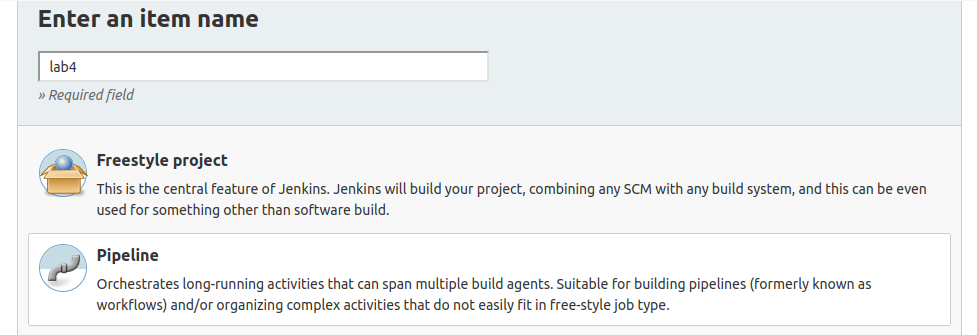 Enter an item name
lab4
» Required field
Freestyle project
This is the central feature of Jenkins. Jenkins will build your project, combining any SCM with any build system, and this can be even
used for something other than software build.
Pipeline
Orchestrates long-running activities that can span multiple build agents. Suitable for building pipelines (formerly known as
workflows) and/or organizing complex activities that do not easily fit in free-style job type.